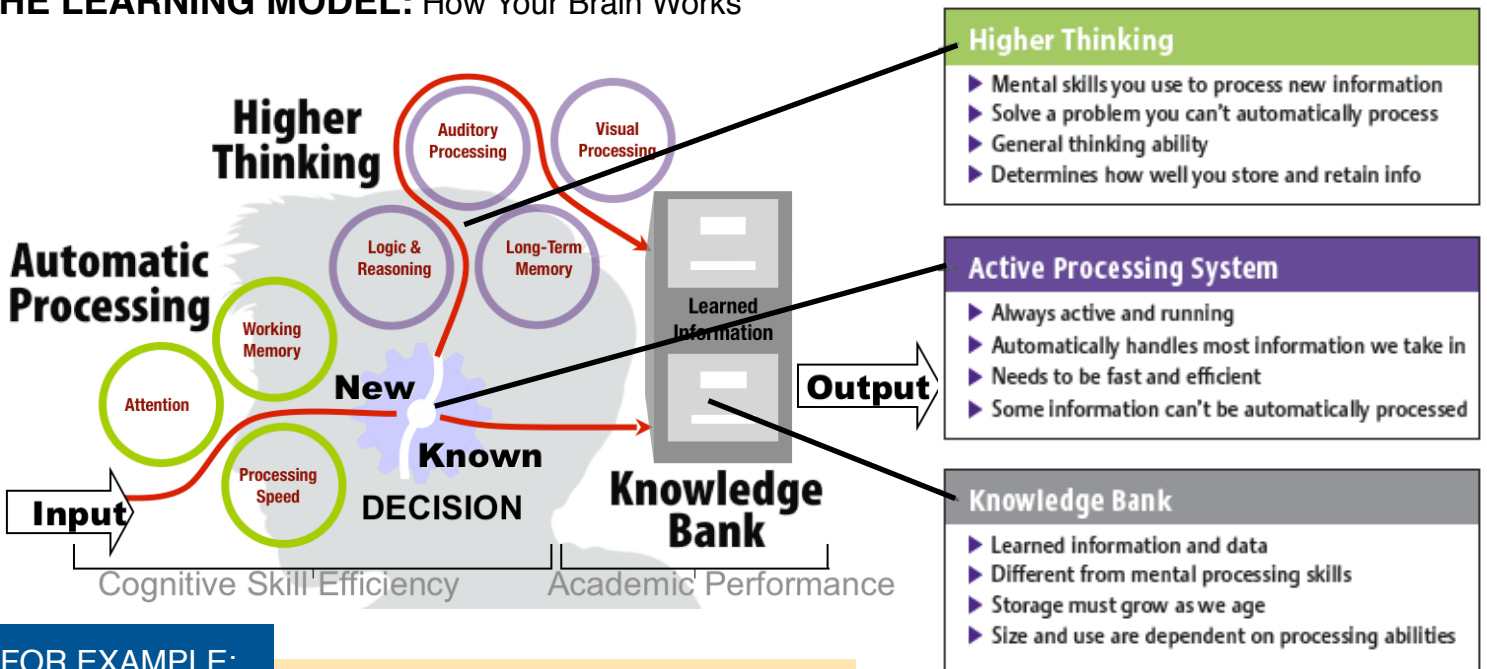 HE LEARNING MODEL: How Your Brain Works
Higher
Thinking
Auditory
Processing
Visual
Processing
Logic &
Reasoning
Long-Term
Memory
Automatic
Processing
Working
Memory
Attention
Processing
Speed
Input
New
Known
DECISION
Learned
Information
Output
Knowledge
Bank
Cognitive Skill Efficiency
Academic Performance
FOR EXAMPLE:
Higher Thinking
▶ Mental skills you use to process new information
▶ Solve a problem you can't automatically process
▶ General thinking ability
▶ Determines how well you store and retain info
Active Processing System
▶ Always active and running
▶ Automatically handles most information we take in
▶ Needs to be fast and efficient
▶ Some information can't be automatically processed
Knowledge Bank
▶ Learned information and data
▶ Different from mental processing skills
▶ Storage must grow as we age
▶ Size and use are dependent on processing abilities